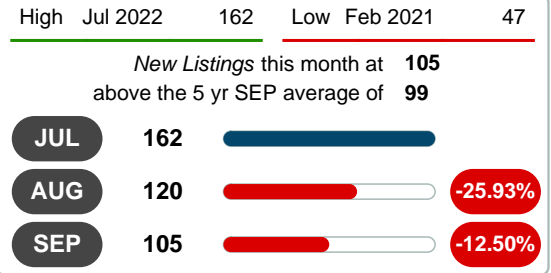 High Jul 2022 162 Low Feb 2021 47
New Listings this month at 105
above the 5 yr SEP average of 99
JUL 162
AUG 120 -25.93%
SEP 105 -12.50%